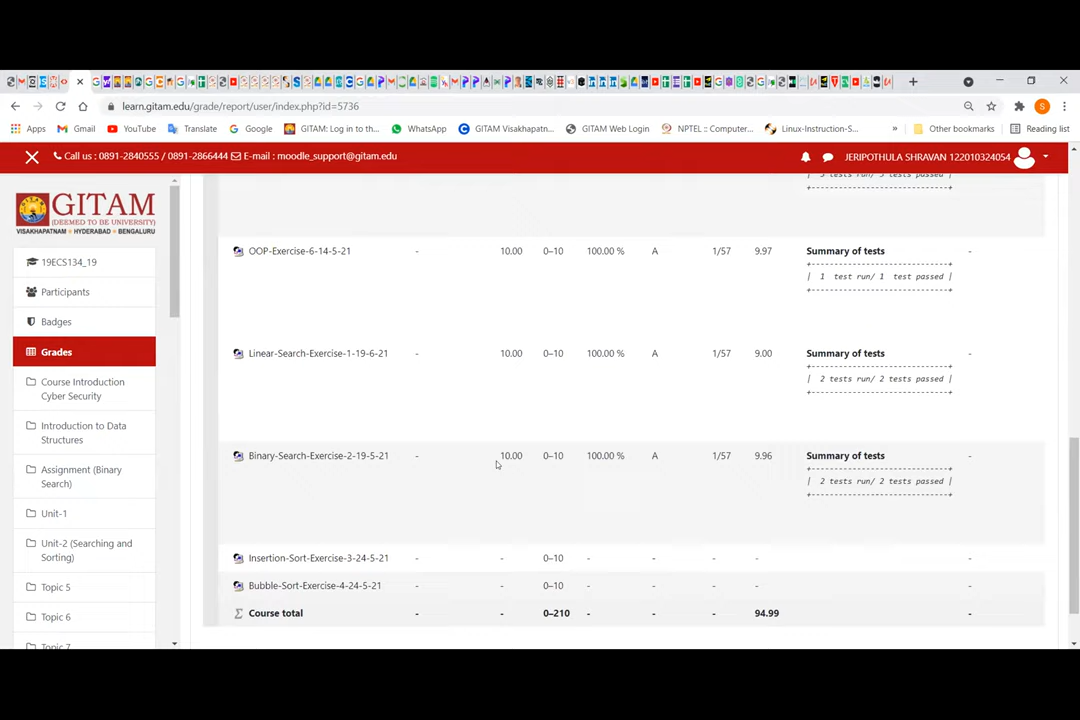 learn.gitam.edu/grade/report/user/index.php?id=5736
S
Apps
Gmail
YouTube
Translate
Google
GITAM: Log in to th...
WhatsApp
GITAM Visakhapatn...
GITAM Web Login
NPTEL :: Computer...
Linux-Instruction-S...
»
Other bookmarks
Reading list
Call us : 0891-2840555 / 0891-2866444 E-mail : moodle_support@gitam.edu
JERIPOTHULA SHRAVAN 122010324054
GITAM
(DEEMED TO BE UNIVERSITY)
VISAKHAPATNAM • HYDERABAD • BENGALURU
19ECS134_19
Participants
Badges
Grades
Course Introduction
Cyber Security
Introduction to Data
Structures
Assignment (Binary
Search)
Unit-1
Unit-2 (Searching and
Sorting)
Topic 5
Topic 6
Topic 7
OOP-Exercise-6-14-5-21 - 10.00 0–10 100.00 % A 1/57 9.97 Summary of tests -
+-----------------------------------+
| 1 test run/ 1 test passed |
+-----------------------------------+
Linear-Search-Exercise-1-19-6-21 - 10.00 0–10 100.00 % A 1/57 9.00 Summary of tests -
+-----------------------------------+
| 2 tests run/ 2 tests passed |
+-----------------------------------+
Binary-Search-Exercise-2-19-5-21 - 10.00 0–10 100.00 % A 1/57 9.96 Summary of tests -
+-----------------------------------+
| 2 tests run/ 2 tests passed |
+-----------------------------------+
Insertion-Sort-Exercise-3-24-5-21 - - 0–10 - - - - -
Bubble-Sort-Exercise-4-24-5-21 - - 0–10 - - - - -
Σ Course total - - 0–210 - - - 94.99 -